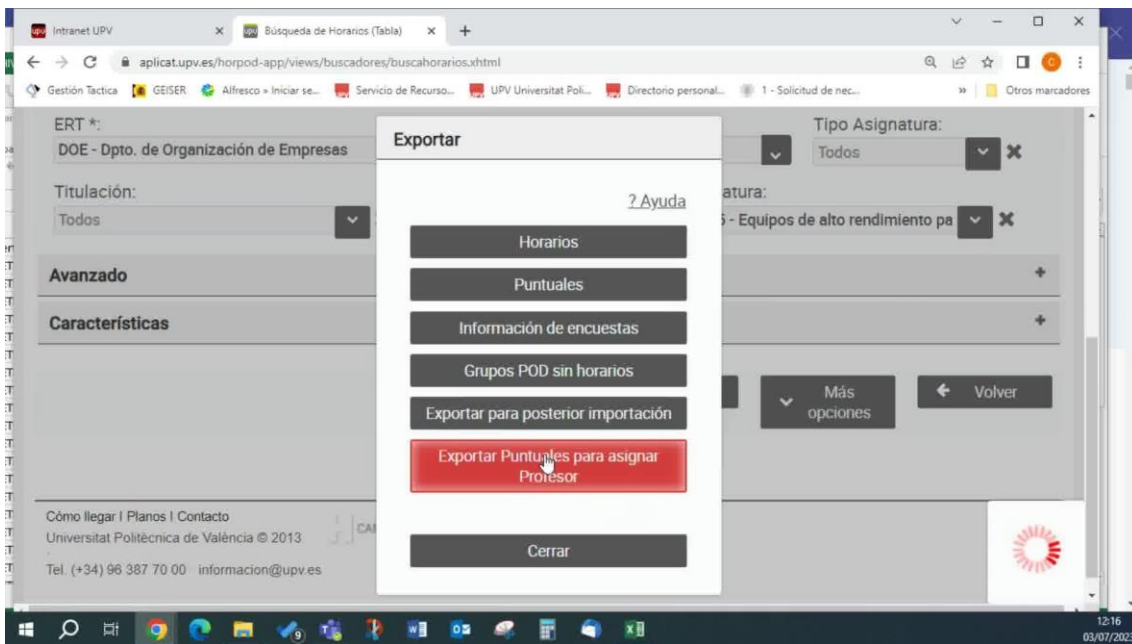 Intranet UPV
Búsqueda de Horarios (Tabla)
aplicat.upv.es/horpod-app/views/buscadores/buscahorarios.xhtml
Gestión Tactica
GEISER
Alfresco » Iniciar se...
Servicio de Recurso...
UPV Universitat Poli...
Directorio personal...
1 - Solicitud de nec...
»
Otros marcadores
ERT *:
Tipo Asignatura:
DOE - Dpto. de Organización de Empresas
Todos
Titulación:
atura:
Todos
- Equipos de alto rendimiento pa
Avanzado
Características
Exportar
? Ayuda
Horarios
Puntuales
Información de encuestas
Grupos POD sin horarios
Exportar para posterior importación
Exportar Puntuales para asignar
Profesor
Cerrar
Más
opciones
Volver
Cómo llegar I Planos I Contacto
Universitat Politècnica de València © 2013
Tel. (+34) 96 387 70 00 informacion@upv.es
12:16
03/07/202